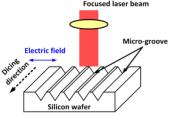 Focused laser beam
Electric field
Micro-groove
Dicing
direction
Silicon wafer